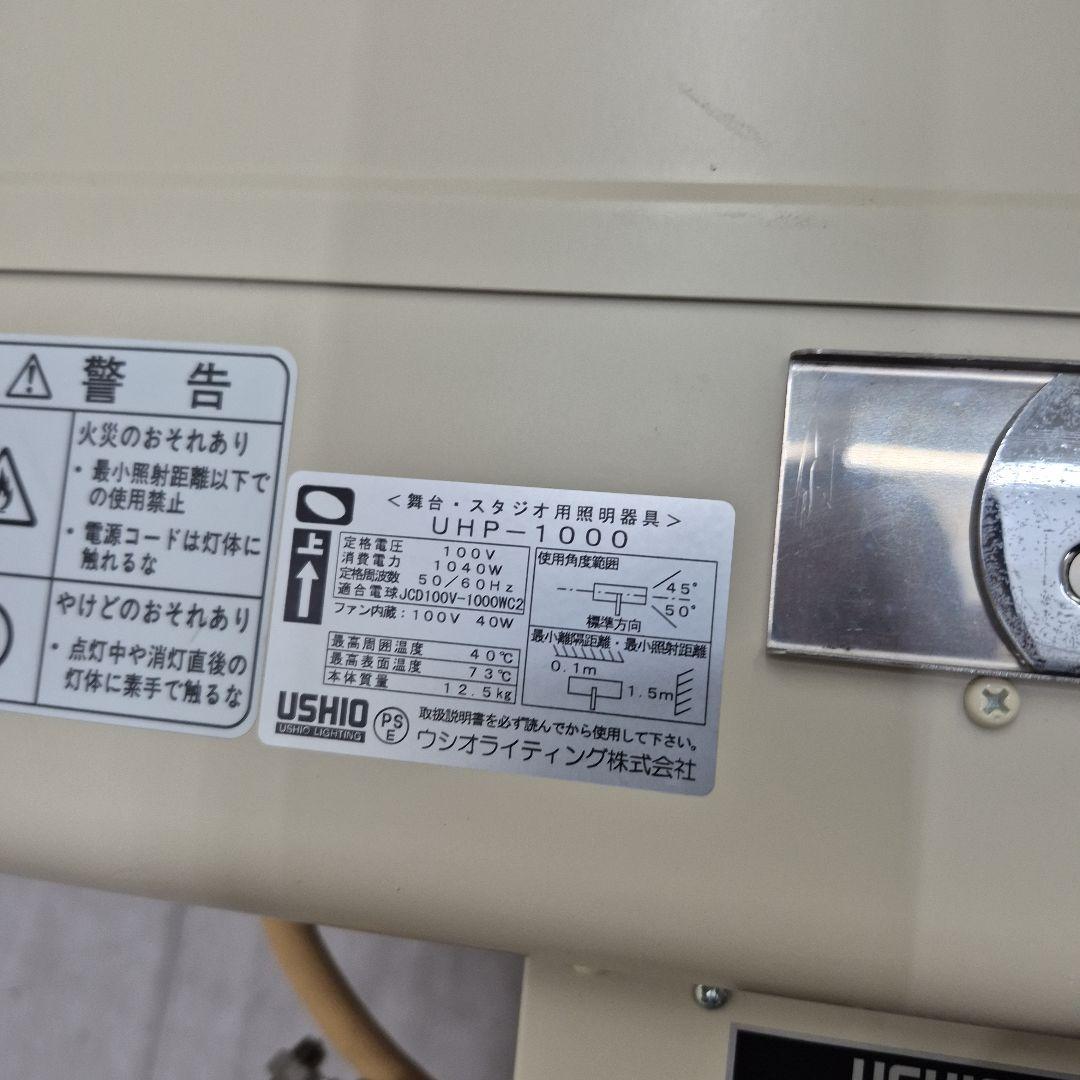 警 告
火災のおそれあり
・最小照射距離以下で
の使用禁止
・電源コードは灯体に
触れるな
やけどのおそれあり
・点灯中や消灯直後の
灯体に素手で触るな
＜舞台・スタジオ用照明器具＞
UHP-1000
上
定格電圧 100V
消費電力 1040W
定格周波数 50/60Hz
適合電球 JCD100V-1000WC2
ファン内蔵：100V 40W
最高周囲温度 40℃
最高表面温度 73℃
本体質量 12.5kg
使用角度範囲
45°
50°
標準方向
最小離隔距離・最小照射距離
0.1m
1.5m
USHIO
USHIO LIGHTING
PS
E
取扱説明書を必ず読んでから使用して下さい。
ウシオライティング株式会社
USHIO